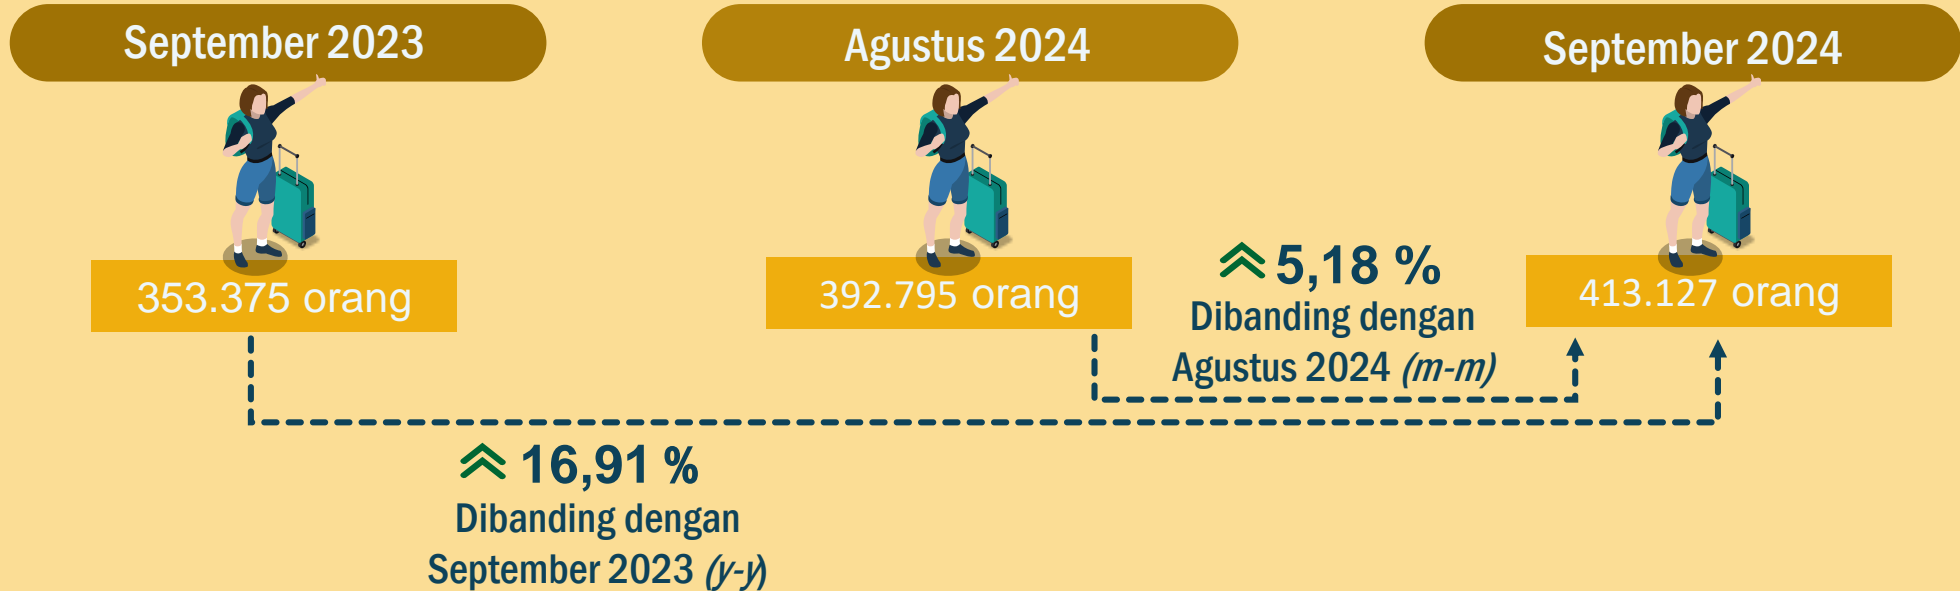 September 2023
Agustus 2024
September 2024
353.375 orang
392.795 orang
413.127 orang
5,18 %
Dibanding dengan
Agustus 2024 (m-m)
16,91 %
Dibanding dengan
September 2023 (y-y)